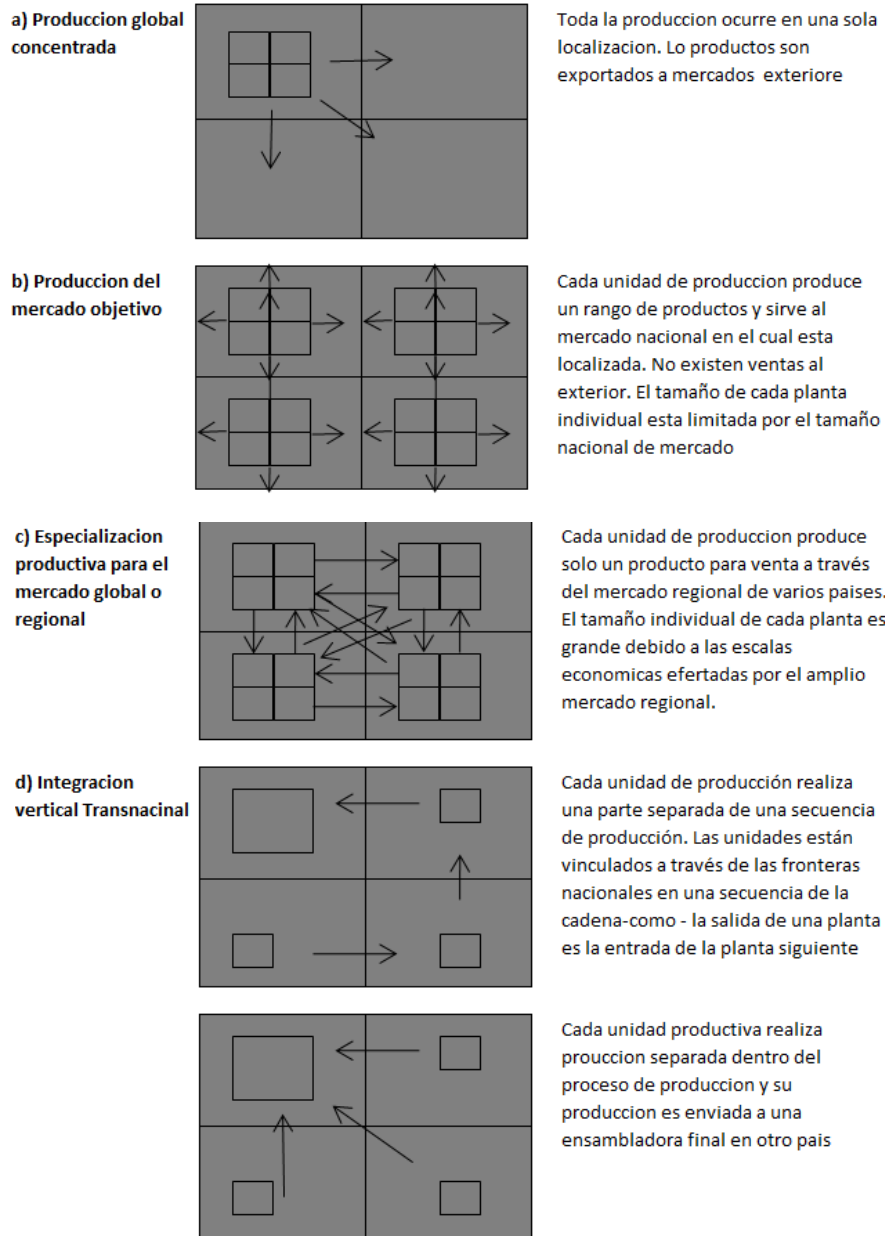 a) Produccion global
concentrada
Toda la produccion ocurre en una sola
localizacion. Lo productos son
exportados a mercados  exteriore
b) Produccion del
mercado objetivo
Cada unidad de produccion produce
un rango de productos y sirve al
mercado nacional en el cual esta
localizada. No existen ventas al
exterior. El tamaño de cada planta
individual esta limitada por el tamaño
nacional de mercado
c) Especializacion
productiva para el
mercado global o
regional
Cada unidad de produccion produce
solo un producto para venta a través
del mercado regional de varios paises.
El tamaño individual de cada planta es
grande debido a las escalas
economicas efertadas por el amplio
mercado regional.
d) Integracion
vertical Transnacinal
Cada unidad de producción realiza
una parte separada de una secuencia
de producción. Las unidades están
vinculados a través de las fronteras
nacionales en una secuencia de la
cadena-como - la salida de una planta
es la entrada de la planta siguiente
Cada unidad productiva realiza
prouccion separada dentro del
proceso de produccion y su
produccion es enviada a una
ensambladora final en otro pais